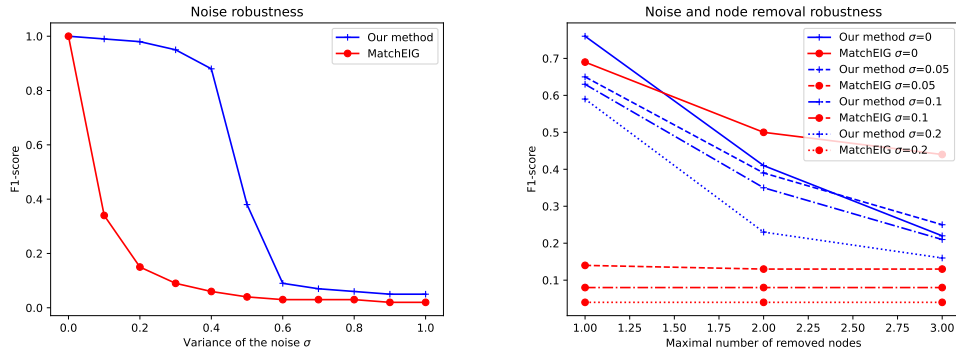 Noise robustness
Our method
MatchEIG
1.0
0.8
0.6
0.4
0.2
0.0
F1-score
0.0 0.2 0.4 0.6 0.8 1.0
Variance of the noise σ
Noise and node removal robustness
Our method σ=0
MatchEIG σ=0
Our method σ=0.05
MatchEIG σ=0.05
Our method σ=0.1
MatchEIG σ=0.1
Our method σ=0.2
MatchEIG σ=0.2
0.7
0.6
0.5
0.4
0.3
0.2
0.1
F1-score
1.00 1.25 1.50 1.75 2.00 2.25 2.50 2.75 3.00
Maximal number of removed nodes